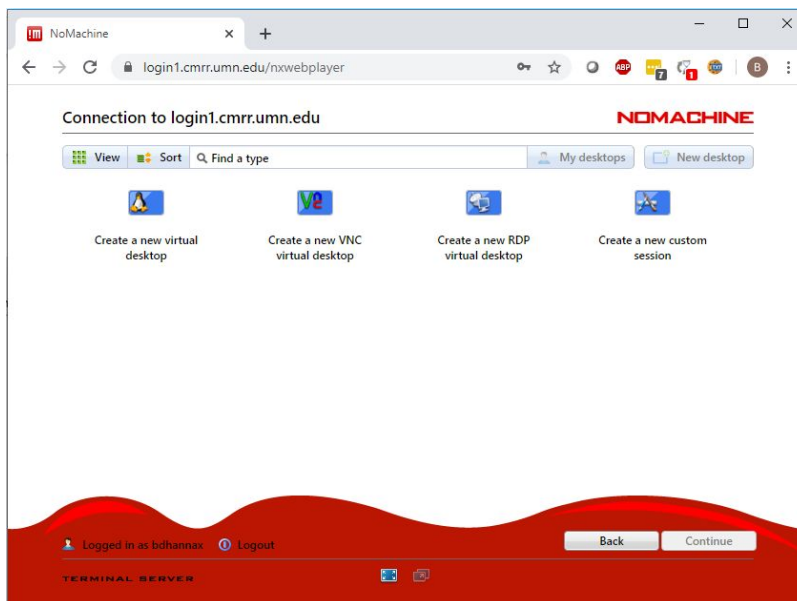 NoMachine
login1.cmrr.umn.edu/nxwebplayer
ABP
7
1
B
Connection to login1.cmrr.umn.edu
NOMACHINE
View
Sort
Find a type
My desktops
New desktop
Create a new virtual
desktop
Create a new VNC
virtual desktop
Create a new RDP
virtual desktop
Create a new custom
session
Logged in as bdhannax
Logout
Back
Continue
TERMINAL SERVER